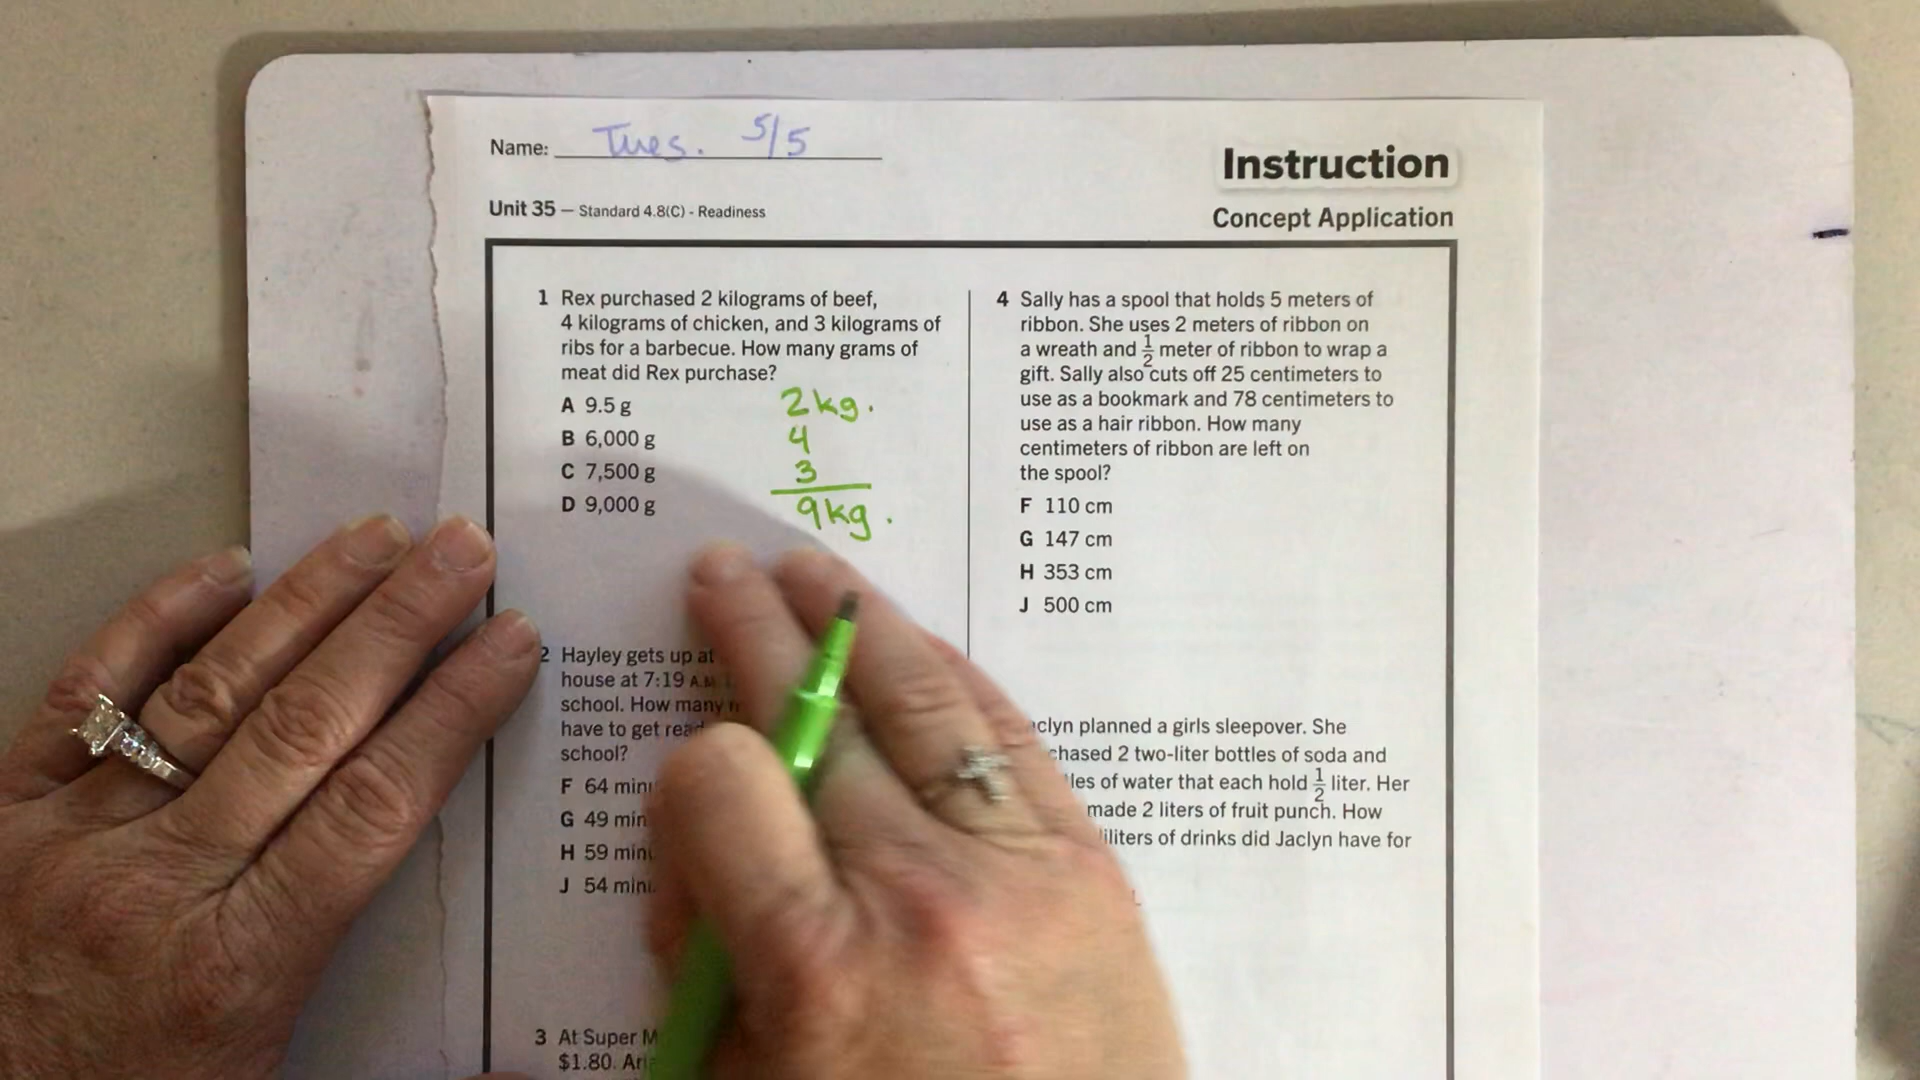 Name: Tues. 5/5
Instruction
Unit 35 — Standard 4.8(C) - Readiness
Concept Application
1 Rex purchased 2 kilograms of beef,
4 kilograms of chicken, and 3 kilograms of
ribs for a barbecue. How many grams of
meat did Rex purchase?
A 9.5 g
B 6,000 g
C 7,500 g
D 9,000 g
2kg.
4
3
9kg.
2 Hayley gets up at
house at 7:19 A.M.
school. How many
have to get
school?
F 64
G 49
H 59
J 54
3 At Super
$1.80.
4 Sally has a spool that holds 5 meters of
ribbon. She uses 2 meters of ribbon on
a wreath and 1/2 meter of ribbon to wrap a
gift. Sally also cuts off 25 centimeters to
use as a bookmark and 78 centimeters to
use as a hair ribbon. How many
centimeters of ribbon are left on
the spool?
F 110 cm
G 147 cm
H 353 cm
J 500 cm
planned a girls sleepover. She
2 two-liter bottles of soda and
of water that each hold 1/2 liter. Her
made 2 liters of fruit punch. How
of drinks did Jaclyn have for